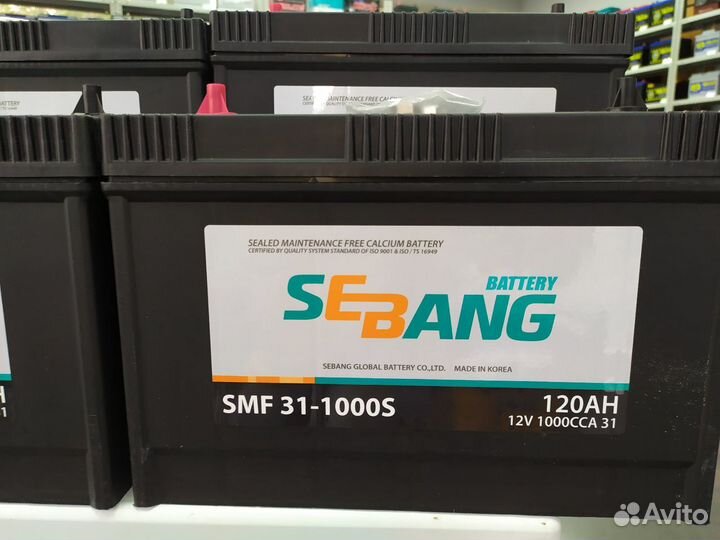 BATTERY
SEALED MAINTENANCE FREE CALCIUM BATTERY
CERTIFIED BY QUALITY SYSTEM STANDARD OF ISO 9001 & ISO / TS 16949
BATTERY
SEBANG
SEBANG GLOBAL BATTERY CO.,LTD. MADE IN KOREA
SMF 31-1000S
120AH
12V 1000CCA 31
Avito